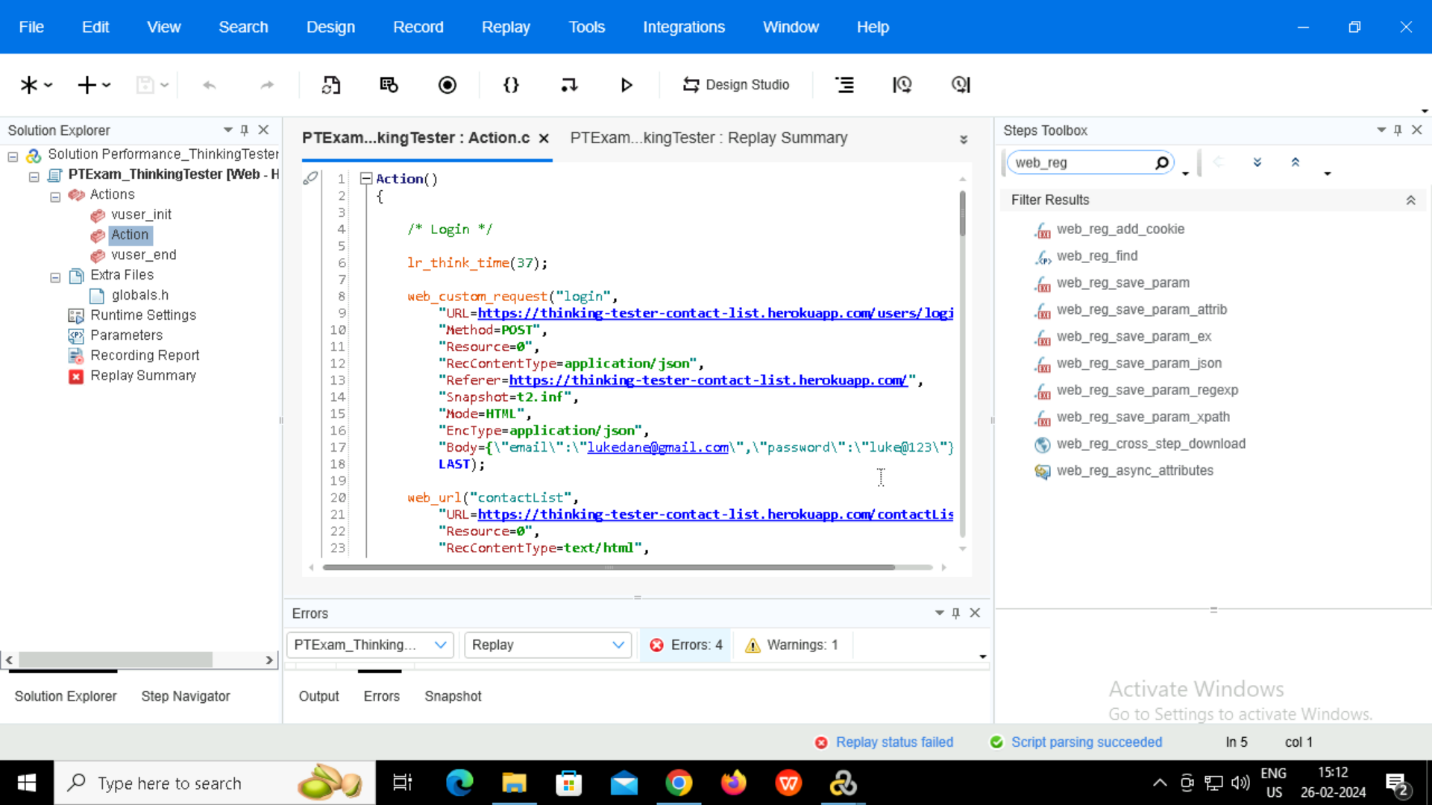 File Edit View Search Design Record Replay Tools Integrations Window Help
Design Studio
Solution Explorer
Solution Performance_ThinkingTester
PTExam_ThinkingTester [Web - H
Actions
vuser_init
Action
vuser_end
Extra Files
globals.h
Runtime Settings
Parameters
Recording Report
Replay Summary
Solution Explorer Step Navigator
PTExam...kingTester : Action.c PTExam...kingTester : Replay Summary
1 Action()
2 {
3
4 /* Login */
5
6 lr_think_time(37);
7
8 web_custom_request("login",
9 "URL=https://thinking-tester-contact-list.herokuapp.com/users/logi
10 "Method=POST",
11 "Resource=0",
12 "RecContentType=application/json",
13 "Referer=https://thinking-tester-contact-list.herokuapp.com/",
14 "Snapshot=t2.inf",
15 "Mode=HTML",
16 "EncType=application/json",
17 "Body={\"email\":\"lukedane@gmail.com\",\"password\":\"luke@123\"}
18 LAST);
19
20 web_url("contactList",
21 "URL=https://thinking-tester-contact-list.herokuapp.com/contactLis
22 "Resource=0",
23 "RecContentType=text/html",
Errors
PTExam_Thinking... Replay Errors: 4 Warnings: 1
Output Errors Snapshot
Steps Toolbox
web_reg
Filter Results
web_reg_add_cookie
web_reg_find
web_reg_save_param
web_reg_save_param_attrib
web_reg_save_param_ex
web_reg_save_param_json
web_reg_save_param_regexp
web_reg_save_param_xpath
web_reg_cross_step_download
web_reg_async_attributes
Activate Windows
Go to Settings to activate Windows.
Replay status failed Script parsing succeeded ln 5 col 1
Type here to search
ENG
US
15:12
26-02-2024
2